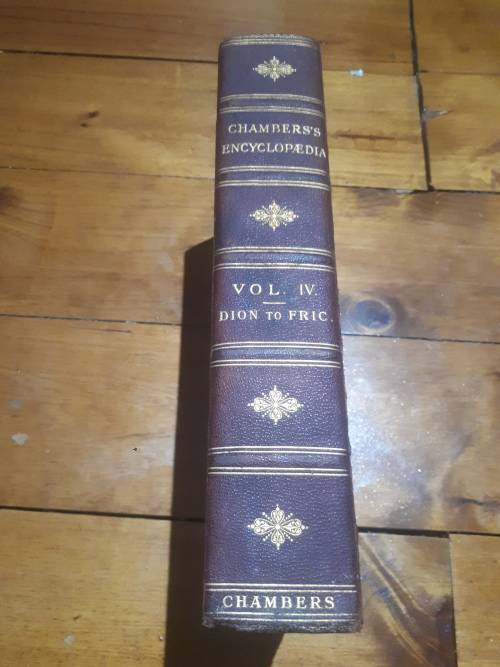 CHAMBERS'S
ENCYCLOPÆDIA
VOL. IV.
DION TO FRIC.
CHAMBERS